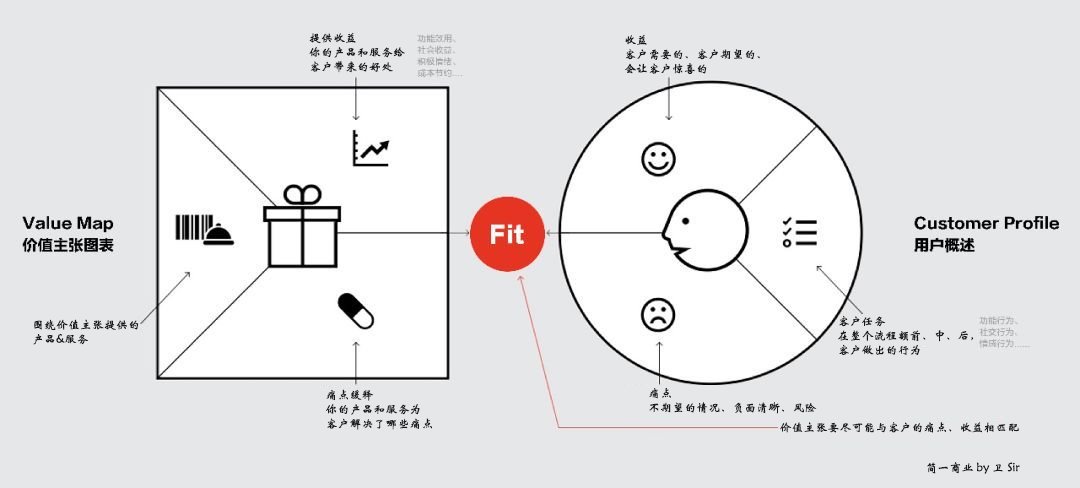 提供收益
你的产品和服务给
客户带来的好处
功能效用、
社会收益、
积极情绪、
成本节约....
收益
客户需要的、客户期望的、
会让客户惊喜的
Value Map
价值主张图表
Fit
Customer Profile
用户概述
围绕价值主张提供的
产品&服务
客户任务
在整个流程额前、中、后，
客户做出的行为
功能行为、
社交行为、
情感行为......
痛点缓释
你的产品和服务为
客户解决了哪些痛点
痛点
不期望的情况、负面清晰、风险
价值主张要尽可能与客户的痛点、收益相匹配
简一商业 by 卫 Sir